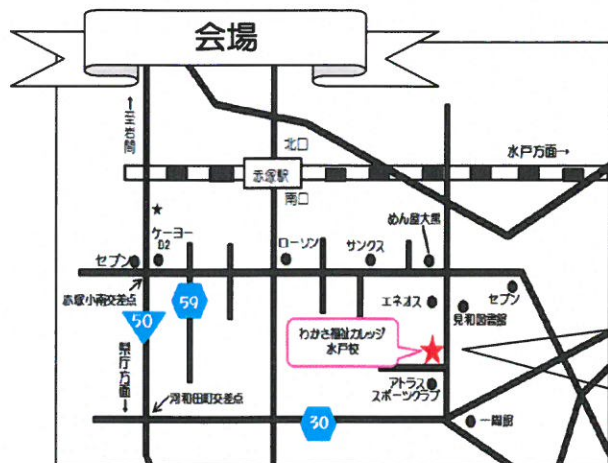 会場
←至岩間
北口
水戸方面→
赤塚駅
南口
ケーヨー
D2
ローソン
サンクス
めん屋大黒
セブン
赤塚小南交差点
59
50
エネオス
セブン
見和図書館
わかさ福祉カレッジ
水戸校
県庁方面→
アトラス
スポーツクラブ
河和田町交差点
30
一陽館